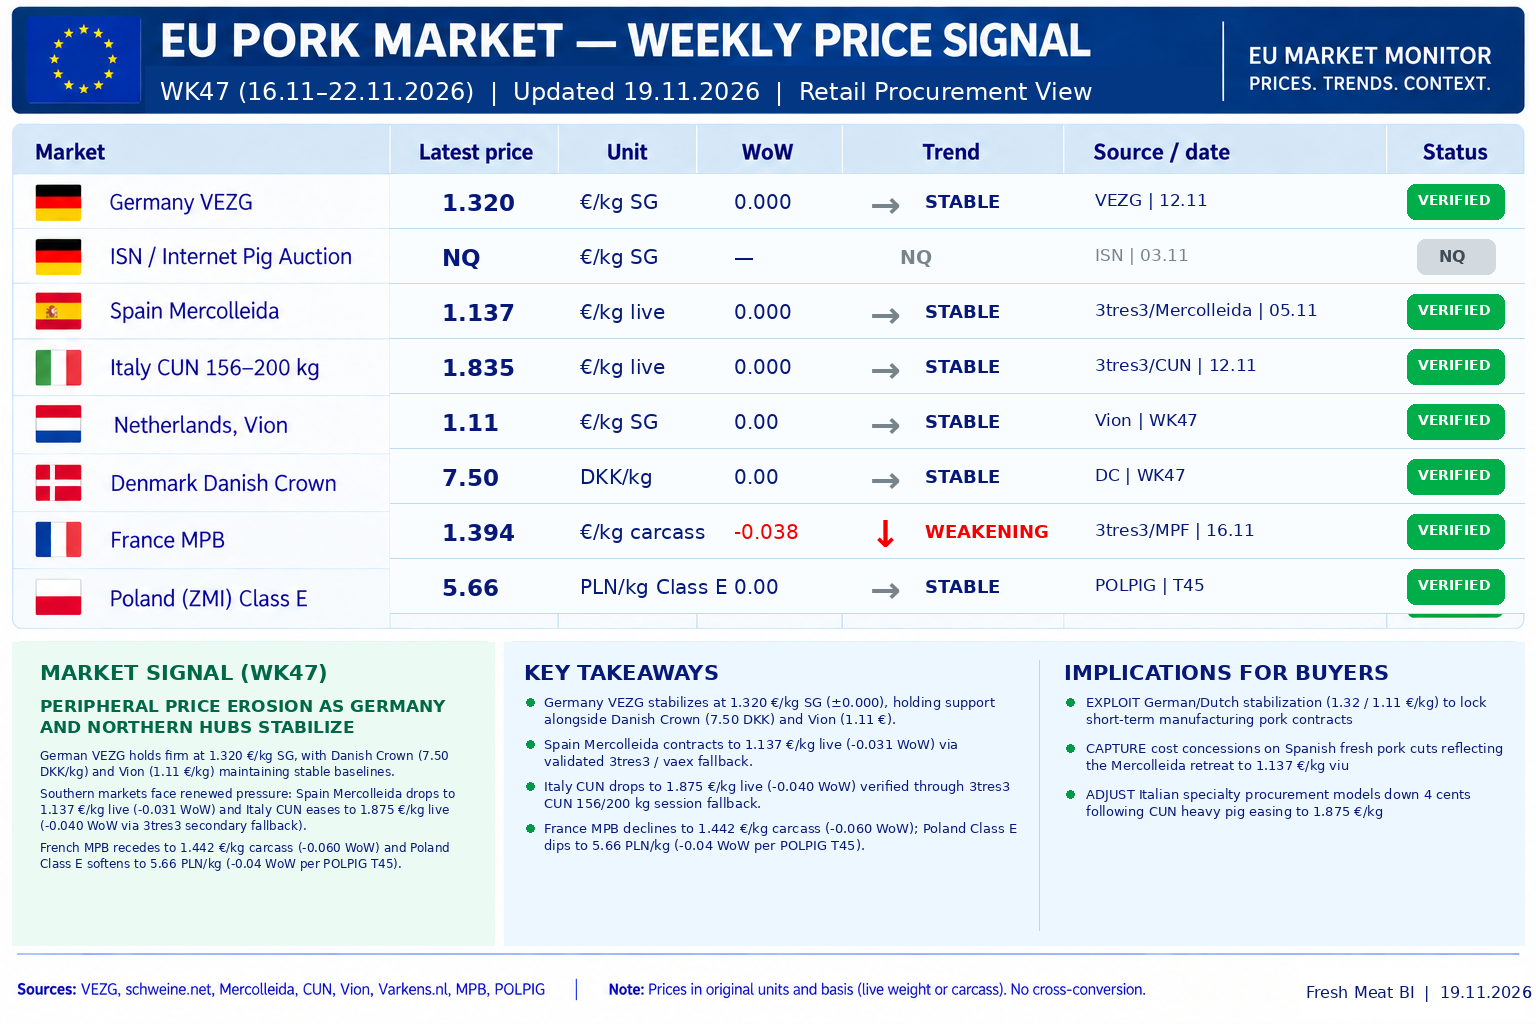 EU PORK MARKET — WEEKLY PRICE SIGNAL
WK47 (16.11–22.11.2026) | Updated 19.11.2026 | Retail Procurement View
EU MARKET MONITOR
PRICES. TRENDS. CONTEXT.
Market Latest price Unit WoW Trend Source / date Status
Germany VEZG 1.320 €/kg SG 0.000 → STABLE VEZG | 12.11 VERIFIED
ISN / Internet Pig Auction NQ €/kg SG — NQ ISN | 03.11 NQ
Spain Mercolleida 1.137 €/kg live 0.000 → STABLE 3tres3/Mercolleida | 05.11 VERIFIED
Italy CUN 156–200 kg 1.835 €/kg live 0.000 → STABLE 3tres3/CUN | 12.11 VERIFIED
Netherlands, Vion 1.11 €/kg SG 0.00 → STABLE Vion | WK47 VERIFIED
Denmark Danish Crown 7.50 DKK/kg 0.00 → STABLE DC | WK47 VERIFIED
France MPB 1.394 €/kg carcass -0.038 ↓ WEAKENING 3tres3/MPF | 16.11 VERIFIED
Poland (ZMI) Class E 5.66 PLN/kg Class E 0.00 → STABLE POLPIG | T45 VERIFIED
MARKET SIGNAL (WK47)
PERIPHERAL PRICE EROSION AS GERMANY
AND NORTHERN HUBS STABILIZE
German VEZG holds firm at 1.320 €/kg SG, with Danish Crown (7.50
DKK/kg) and Vion (1.11 €/kg) maintaining stable baselines.
Southern markets face renewed pressure: Spain Mercolleida drops to
1.137 €/kg live (-0.031 WoW) and Italy CUN eases to 1.875 €/kg live
(-0.040 WoW via 3tres3 secondary fallback).
French MPB recedes to 1.442 €/kg carcass (-0.060 WoW) and Poland
Class E softens to 5.66 PLN/kg (-0.04 WoW per POLPIG T45).
KEY TAKEAWAYS
Germany VEZG stabilizes at 1.320 €/kg SG (±0.000), holding support
alongside Danish Crown (7.50 DKK) and Vion (1.11 €).
Spain Mercolleida contracts to 1.137 €/kg live (-0.031 WoW) via
validated 3tres3 / vaex fallback.
Italy CUN drops to 1.875 €/kg live (-0.040 WoW) verified through 3tres3
CUN 156/200 kg session fallback.
France MPB declines to 1.442 €/kg carcass (-0.060 WoW); Poland Class E
dips to 5.66 PLN/kg (-0.04 WoW per POLPIG T45).
IMPLICATIONS FOR BUYERS
EXPLOIT German/Dutch stabilization (1.32 / 1.11 €/kg) to lock
short-term manufacturing pork contracts
CAPTURE cost concessions on Spanish fresh pork cuts reflecting
the Mercolleida retreat to 1.137 €/kg viu
ADJUST Italian specialty procurement models down 4 cents
following CUN heavy pig easing to 1.875 €/kg
Sources: VEZG, schweine.net, Mercolleida, CUN, Vion, Varkens.nl, MPB, POLPIG | Note: Prices in original units and basis (live weight or carcass). No cross-conversion.
Fresh Meat BI | 19.11.2026